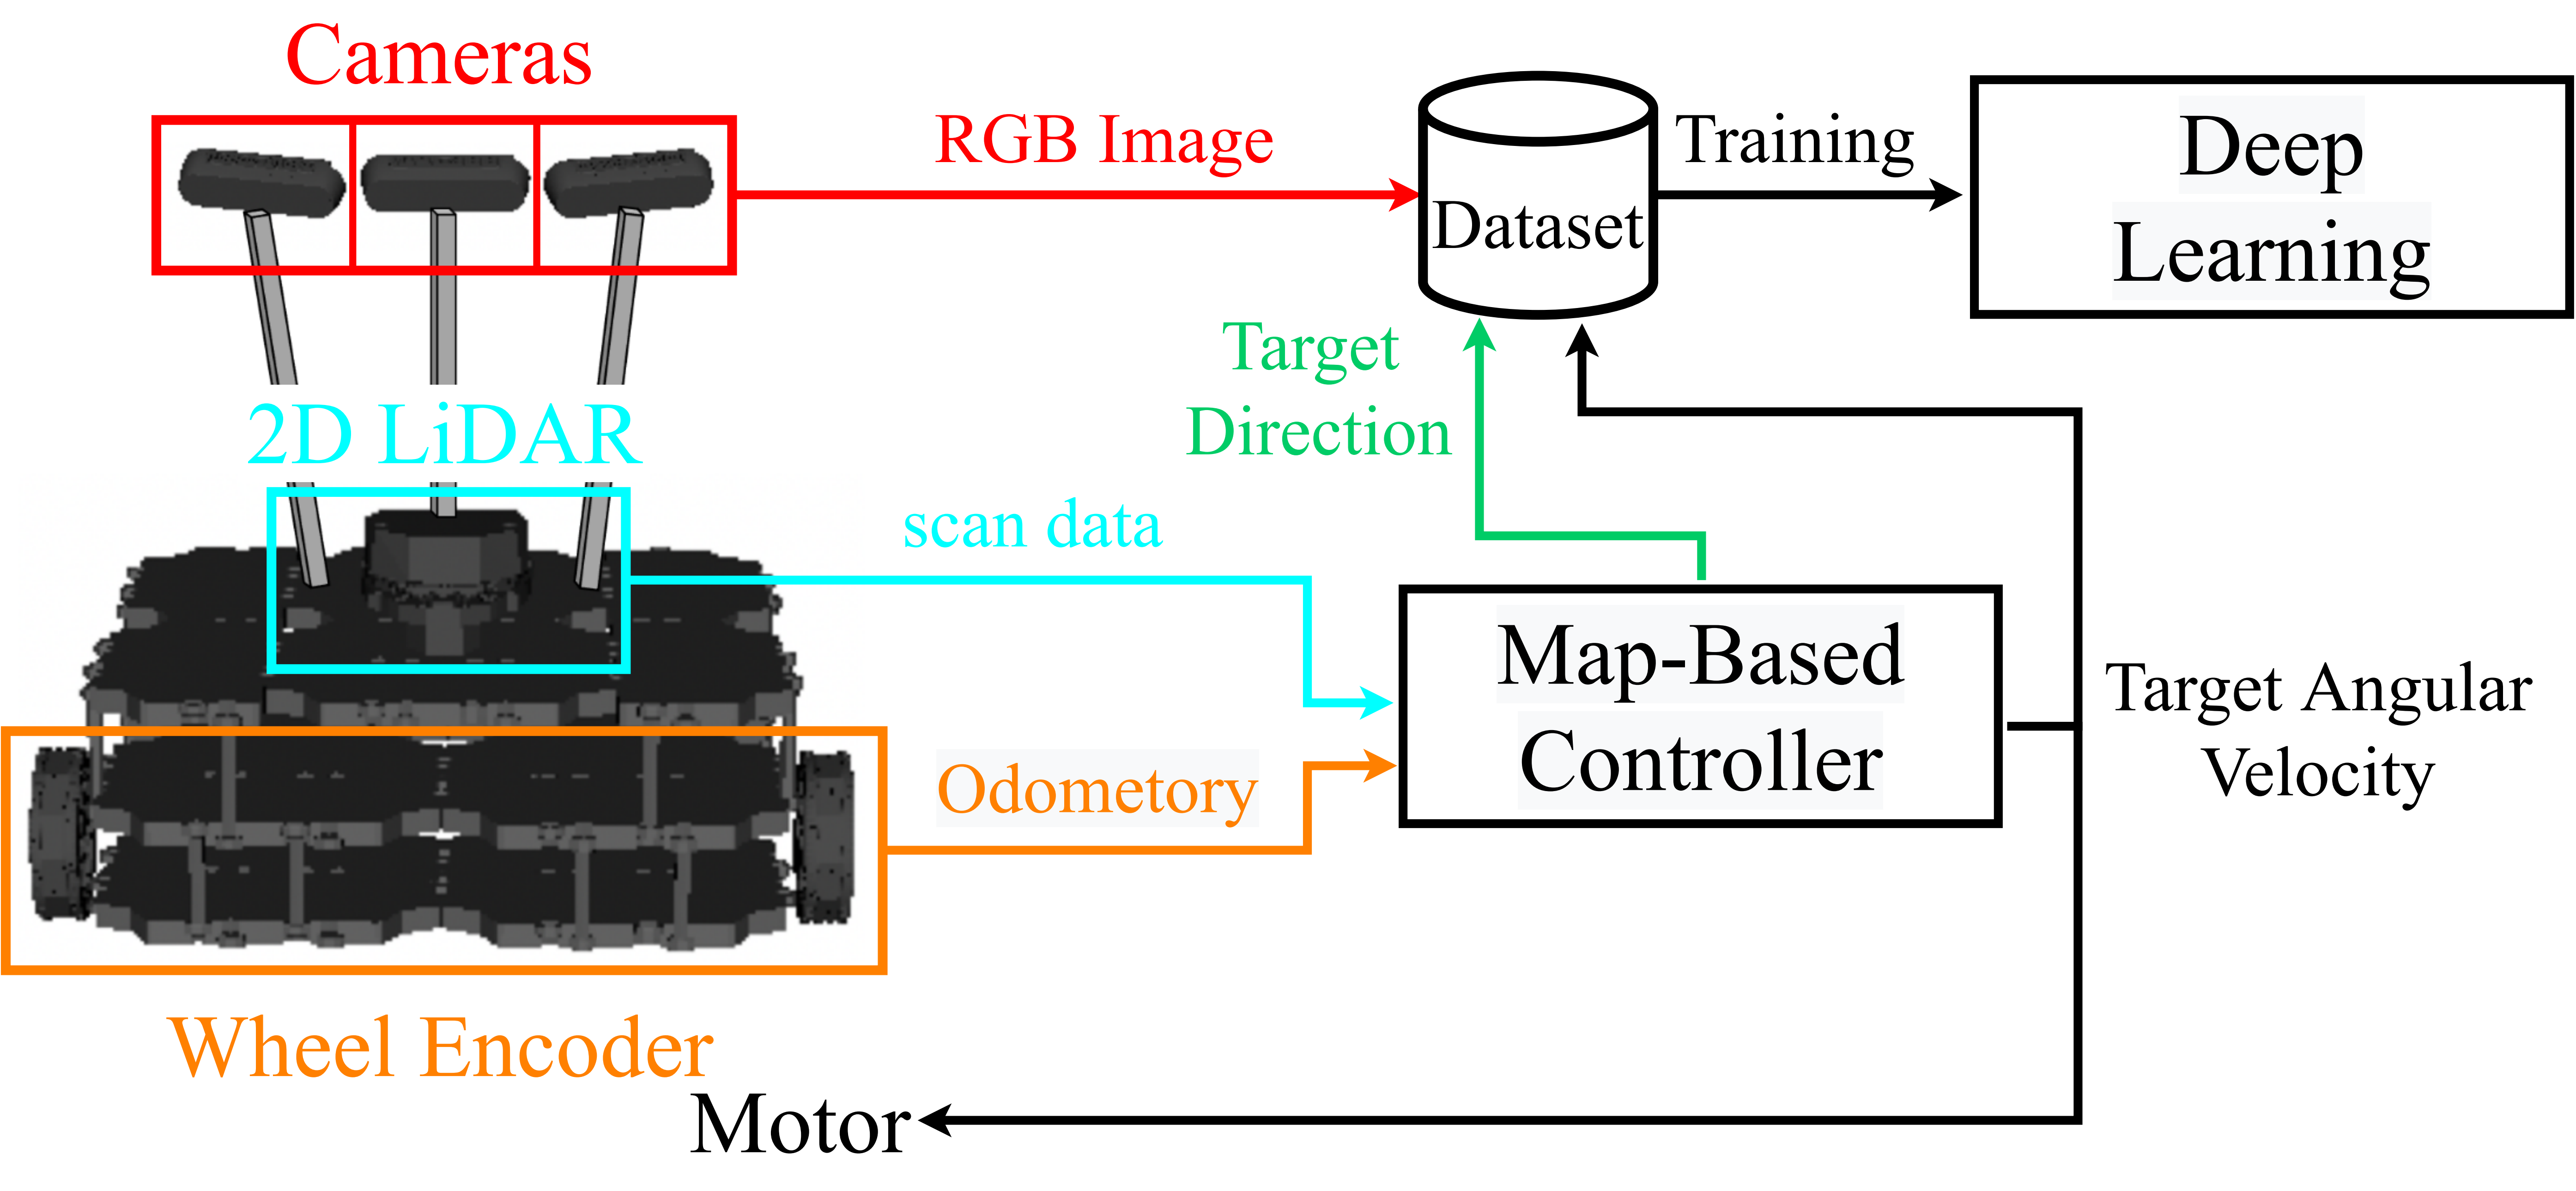 Cameras
RGB Image
Dataset
Training
Deep
Learning
Target
Direction
2D LiDAR
scan data
Map-Based
Controller
Target Angular
Velocity
Odometory
Wheel Encoder
Motor